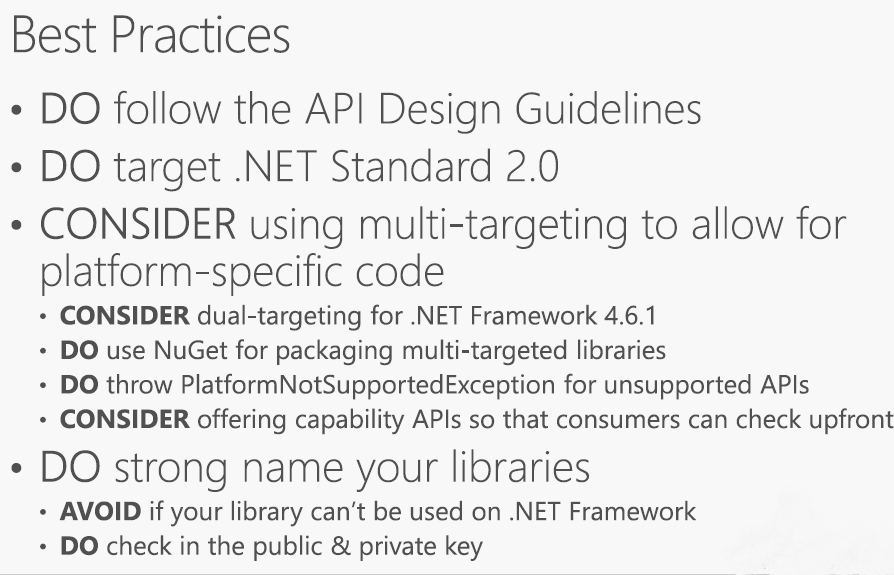 Best Practices
• DO follow the API Design Guidelines
• DO target .NET Standard 2.0
• CONSIDER using multi-targeting to allow for
platform-specific code
• CONSIDER dual-targeting for .NET Framework 4.6.1
• DO use NuGet for packaging multi-targeted libraries
• DO throw PlatformNotSupportedException for unsupported APIs
• CONSIDER offering capability APIs so that consumers can check upfront
• DO strong name your libraries
• AVOID if your library can't be used on .NET Framework
• DO check in the public & private key